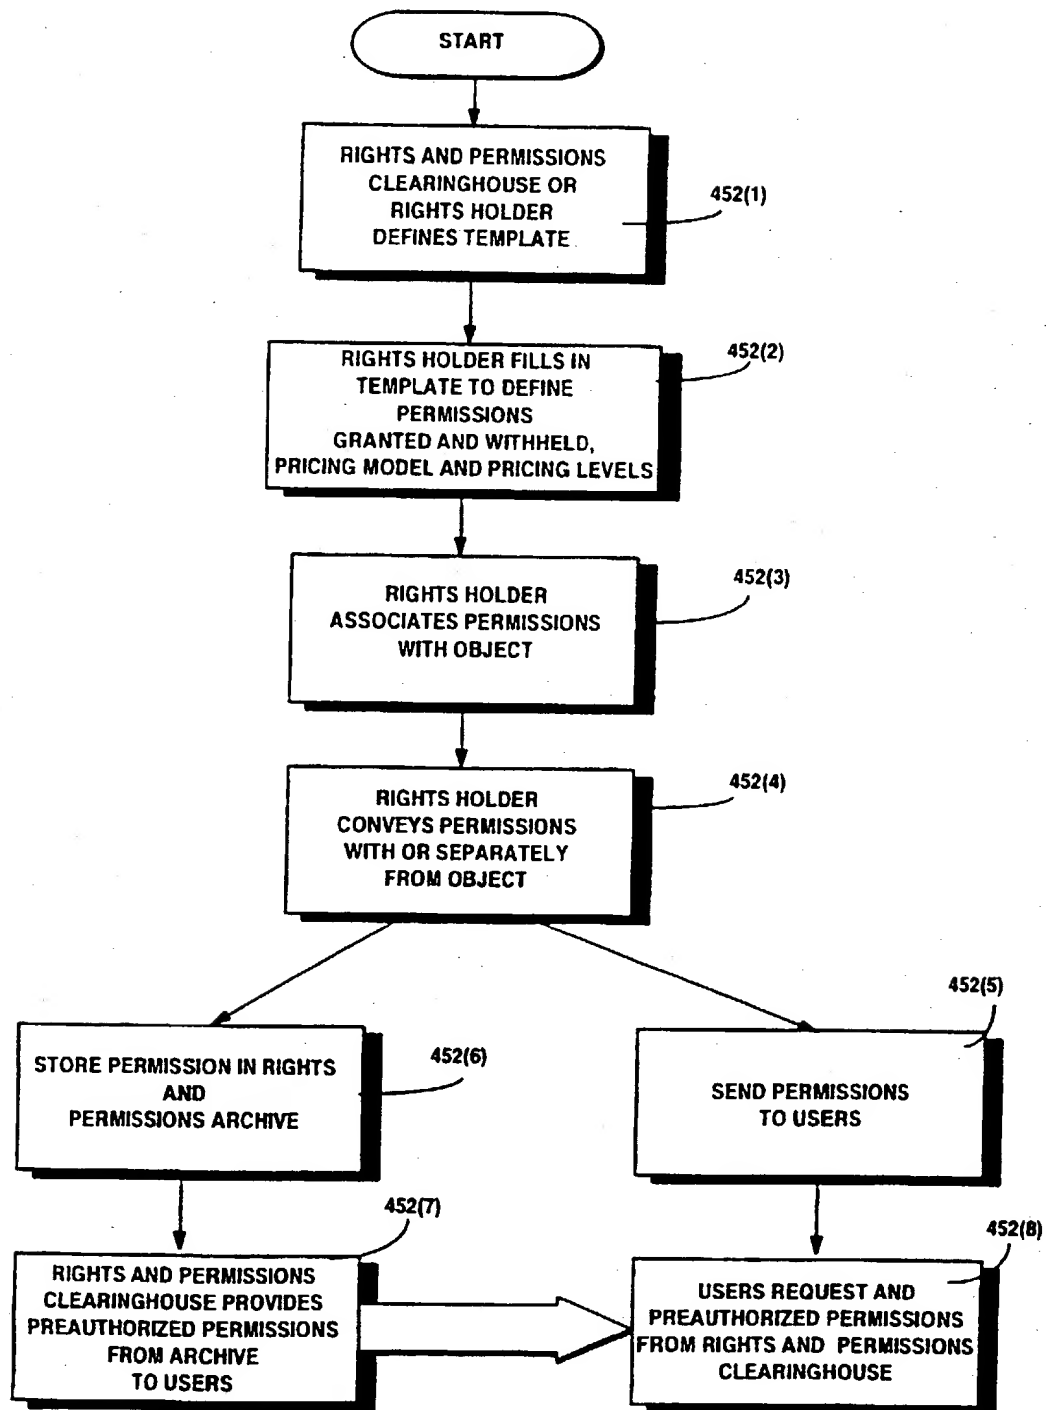 START
RIGHTS AND PERMISSIONS
CLEARINGHOUSE OR
RIGHTS HOLDER
DEFINES TEMPLATE
452(1)
RIGHTS HOLDER FILLS IN
TEMPLATE TO DEFINE
PERMISSIONS
GRANTED AND WITHHELD,
PRICING MODEL AND PRICING LEVELS
452(2)
RIGHTS HOLDER
ASSOCIATES PERMISSIONS
WITH OBJECT
452(3)
RIGHTS HOLDER
CONVEYS PERMISSIONS
WITH OR SEPARATELY
FROM OBJECT
452(4)
STORE PERMISSION IN RIGHTS
AND
PERMISSIONS ARCHIVE
452(6)
SEND PERMISSIONS
TO USERS
452(5)
RIGHTS AND PERMISSIONS
CLEARINGHOUSE PROVIDES
PREAUTHORIZED PERMISSIONS
FROM ARCHIVE
TO USERS
452(7)
USERS REQUEST AND
PREAUTHORIZED PERMISSIONS
FROM RIGHTS AND PERMISSIONS
CLEARINGHOUSE
452(8)